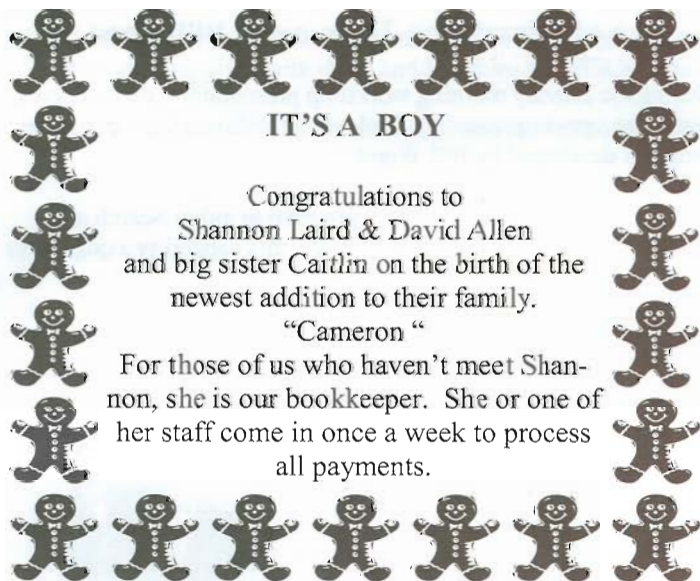 IT'S A BOY
Congratulations to
Shannon Laird & David Allen
and big sister Caitlin on the birth of the
newest addition to their family.
"Cameron "
For those of us who haven't meet Shan-
non, she is our bookkeeper.  She or one of
her staff come in once a week to process
all payments.